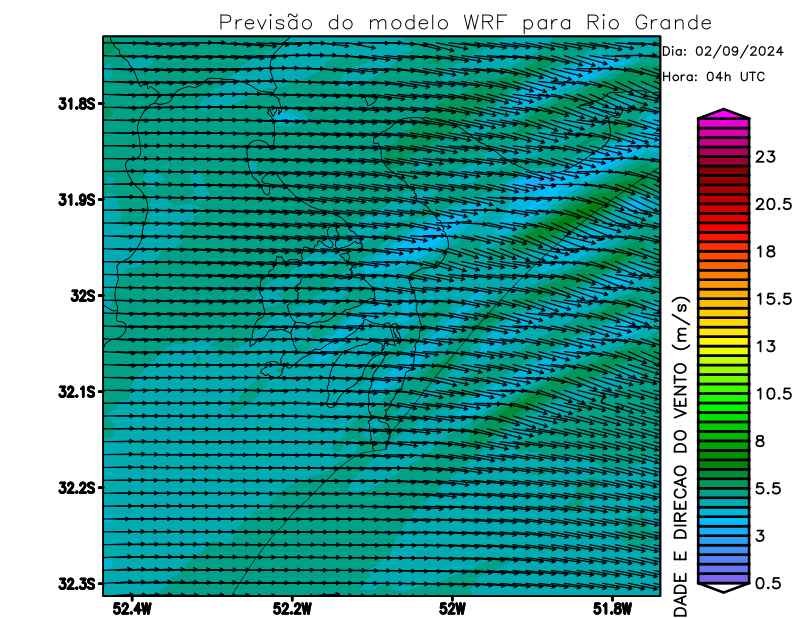 Previsão do modelo WRF para Rio Grande
Dia: 02/09/2024
Hora: 04h UTC
31.8S
31.9S
32S
32.1S
32.2S
32.3S
52.4W
52.2W
52W
51.8W
DADE E DIRECAO DO VENTO (m/s)
23
20.5
18
15.5
13
10.5
8
5.5
3
0.5